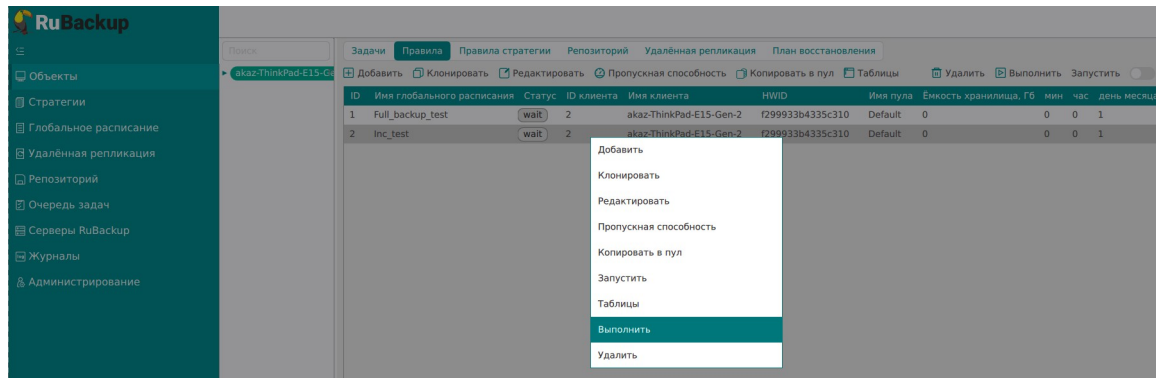 RuBackup
Объекты
Стратегии
Глобальное расписание
Удалённая репликация
Репозиторий
Очередь задач
Серверы RuBackup
Журналы
Администрирование
Поиск
akaz-ThinkPad-E15-Ge
Задачи Правила Правила стратегии Репозиторий Удалённая репликация План восстановления
Добавить Клонировать Редактировать Пропускная способность Копировать в пул Таблицы Удалить Выполнить Запустить
ID Имя глобального расписания Статус ID клиента Имя клиента HWID Имя пула Ёмкость хранилища, Гб мин час день месяца
1 Full_backup_test wait 2 akaz-ThinkPad-E15-Gen-2 f299933b4335c310 Default 0 0 0 1
2 Inc_test wait 2 akaz-ThinkPad-E15-Gen-2 f299933b4335c310 Default 0 0 0 1
Добавить
Клонировать
Редактировать
Пропускная способность
Копировать в пул
Запустить
Таблицы
Выполнить
Удалить